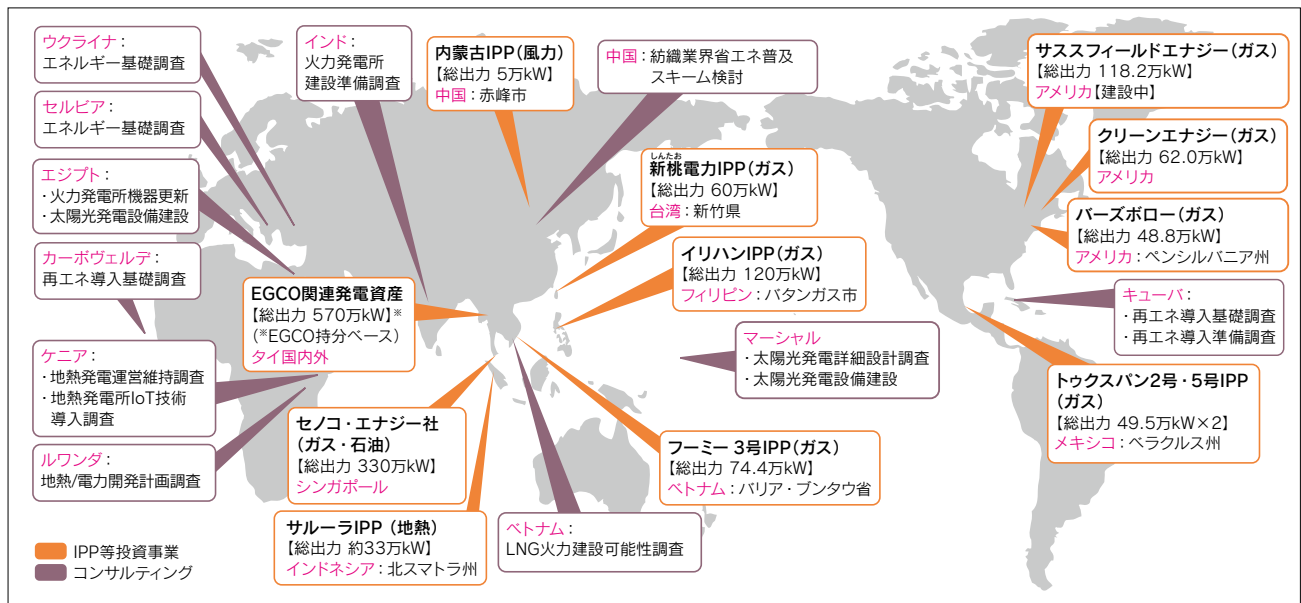 ウクライナ：
エネルギー基礎調査
セルビア：
エネルギー基礎調査
エジプト：
・火力発電所機器更新
・太陽光発電設備建設
カーボヴェルデ：
再エネ導入基礎調査
ケニア：
・地熱発電運営維持調査
・地熱発電所IoT技術
導入調査
ルワンダ：
地熱/電力開発計画調査
インド：
火力発電所
建設準備調査
内蒙古IPP（風力）
【総出力 5万kW】
中国：赤峰市
中国：紡織業界省エネ普及
スキーム検討
しんたお
新桃電力IPP（ガス）
【総出力 60万kW】
台湾：新竹県
イリハンIPP（ガス）
【総出力 120万kW】
フィリピン：バタンガス市
EGCO関連発電資産
【総出力 570万kW】※
（※EGCO持分ベース）
タイ国内外
マーシャル
・太陽光発電詳細設計調査
・太陽光発電設備建設
セノコ・エナジー社
（ガス・石油）
【総出力 330万kW】
シンガポール
フーミー 3号IPP（ガス）
【総出力 74.4万kW】
ベトナム：バリア・ブンタウ省
サルーラIPP （地熱）
【総出力 約33万kW】
インドネシア：北スマトラ州
ベトナム：
LNG火力建設可能性調査
サススフィールドエナジー（ガス）
【総出力 118.2万kW】
アメリカ【建設中】
クリーンエナジー（ガス）
【総出力 62.0万kW】
アメリカ
バーズボロー（ガス）
【総出力 48.8万kW】
アメリカ：ペンシルバニア州
キューバ：
・再エネ導入基礎調査
・再エネ導入準備調査
トゥクスパン2号・5号IPP
（ガス）
【総出力 49.5万kW×2】
メキシコ：ベラクルス州
IPP等投資事業
コンサルティング